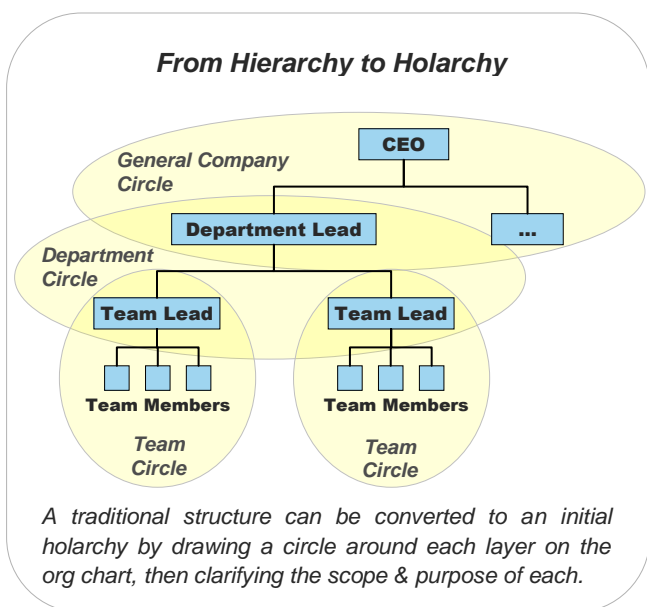 From Hierarchy to Holarchy
CEO
General Company
Circle
Department Lead
...
Department
Circle
Team Lead
Team Lead
Team Members
Team Members
Team
Circle
Team
Circle
A traditional structure can be converted to an initial
holarchy by drawing a circle around each layer on the
org chart, then clarifying the scope & purpose of each.